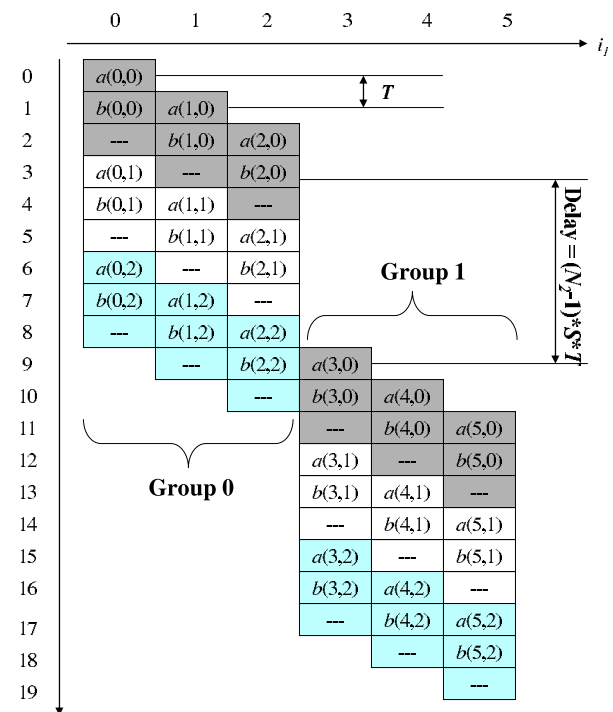 0 1 2 3 4 5
0 a(0,0)
T
1 b(0,0) a(1,0)
2 --- b(1,0) a(2,0)
3 a(0,1) --- b(2,0)
4 b(0,1) a(1,1) ---
5 --- b(1,1) a(2,1)
6 a(0,2) --- b(2,1)
7 b(0,2) a(1,2) ---
8 --- b(1,2) a(2,2)
9 --- b(2,2) a(3,0)
10 --- b(3,0) a(4,0)
11 --- b(4,0) a(5,0)
12 a(3,1) --- b(5,0)
13 b(3,1) a(4,1) ---
14 --- b(4,1) a(5,1)
15 a(3,2) --- b(5,1)
16 b(3,2) a(4,2) ---
17 --- b(4,2) a(5,2)
18 --- b(5,2)
19 ---
Group 1
Group 0
Delay = (N2-1)*S*T